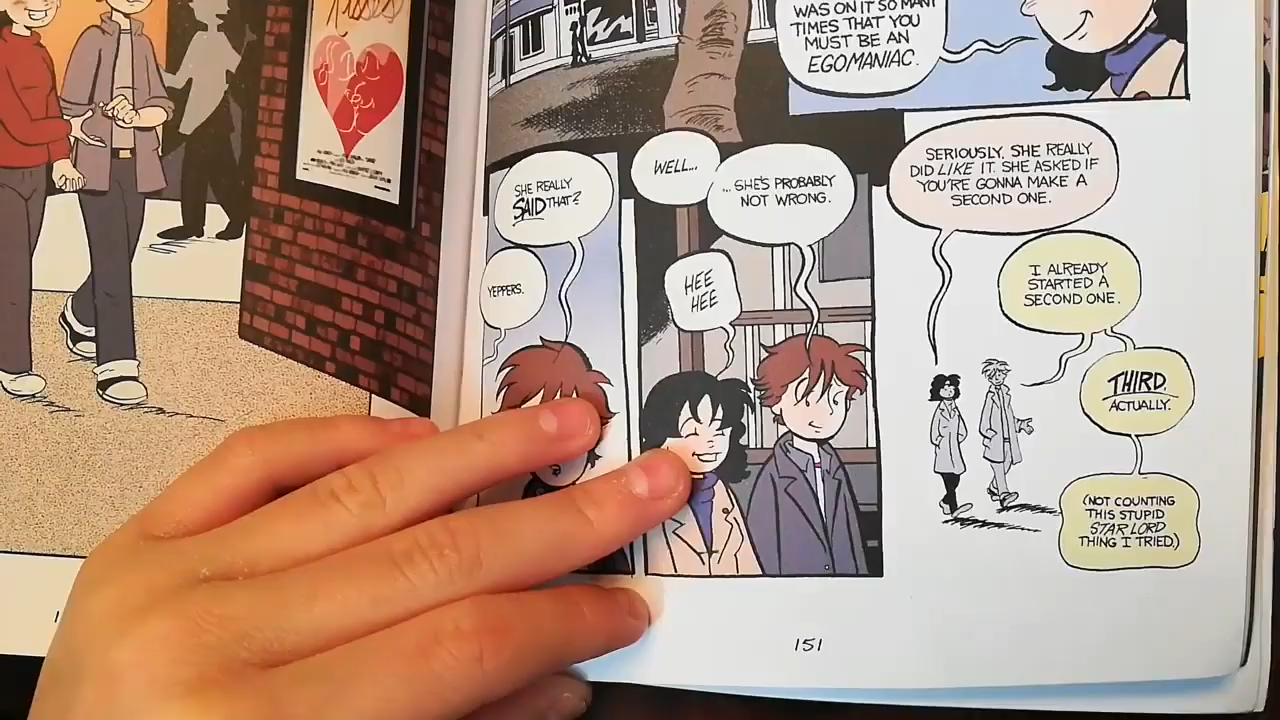 WAS ON IT SO MANY
TIMES THAT YOU
MUST BE AN
EGOMANIAC.
SHE REALLY
SAID THAT?
YEPPERS.
WELL...
...SHE'S PROBABLY
NOT WRONG.
HEE
HEE
SERIOUSLY, SHE REALLY
DID LIKE IT. SHE ASKED IF
YOU'RE GONNA MAKE A
SECOND ONE.
I ALREADY
STARTED A
SECOND ONE.
THIRD,
ACTUALLY.
(NOT COUNTING
THIS STUPID
STAR LORD
THING I TRIED.)
151